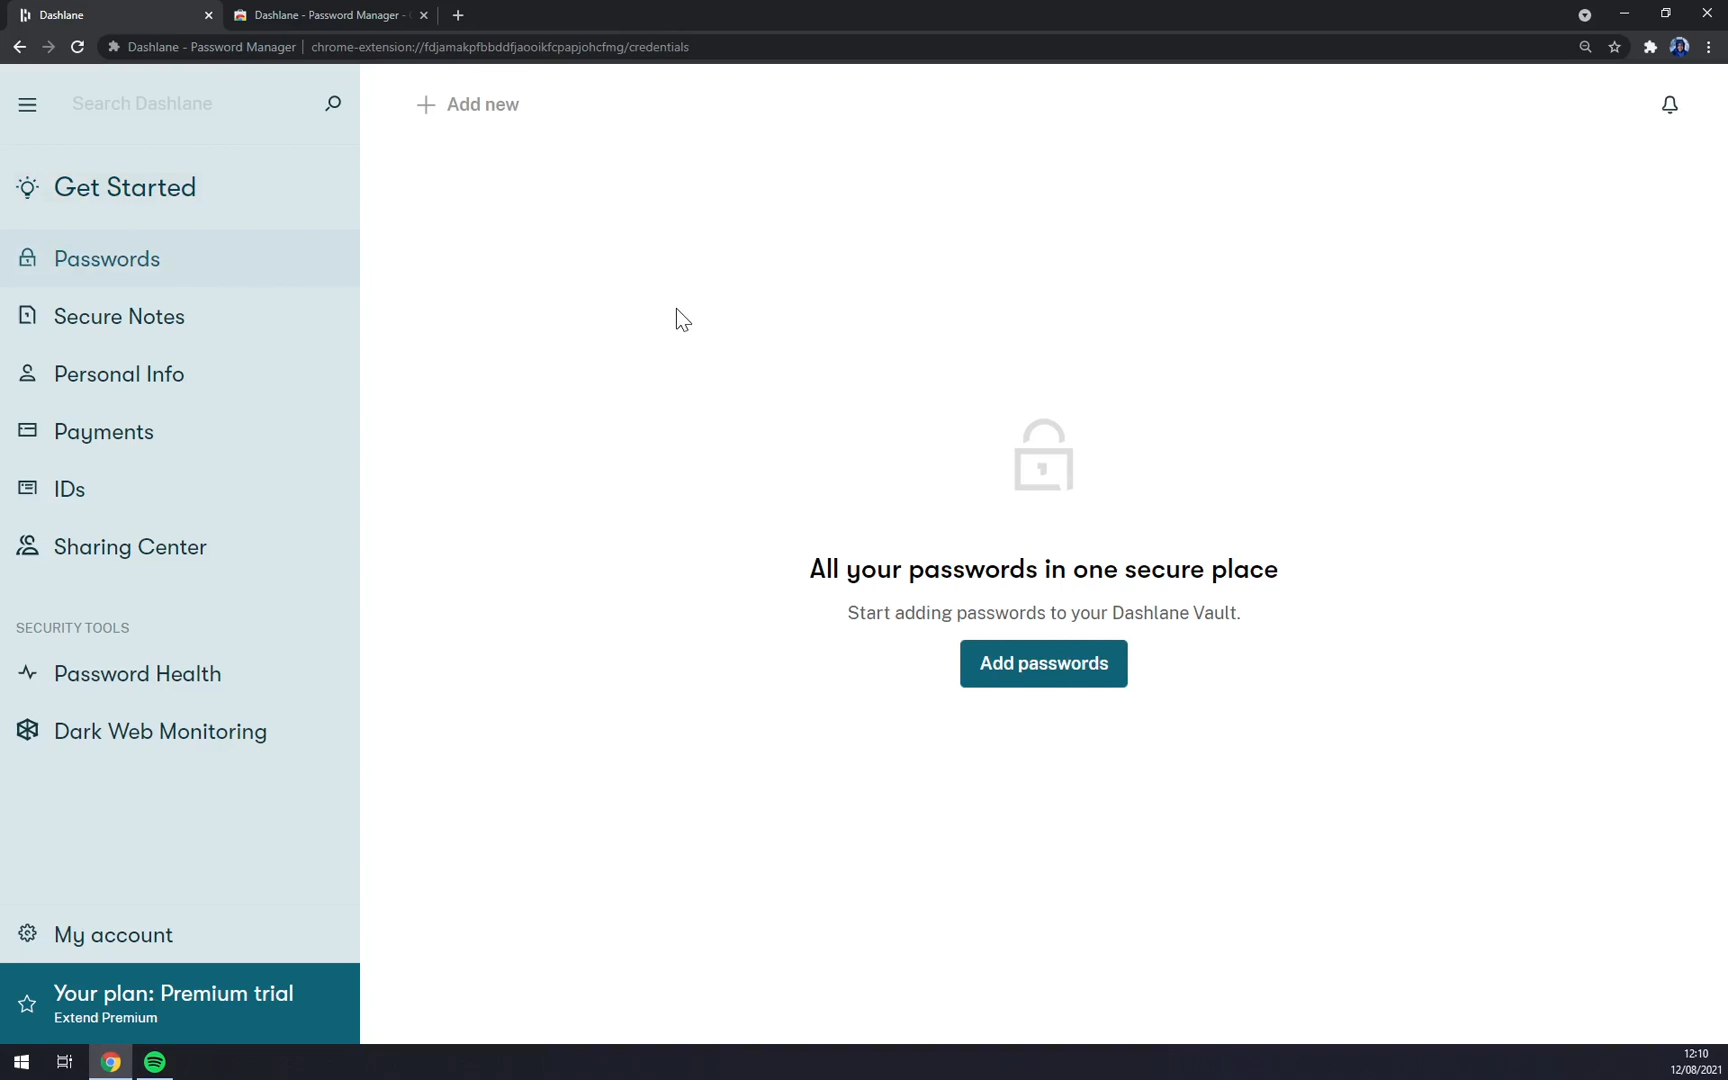 Dashlane
Dashlane - Password Manager -
Dashlane - Password Manager
chrome-extension://fdjamakpfbbddfjaooikfcpapjohcfmg/credentials
Search Dashlane
Add new
Get Started
Passwords
Secure Notes
Personal Info
Payments
IDs
Sharing Center
SECURITY TOOLS
Password Health
Dark Web Monitoring
My account
Your plan: Premium trial
Extend Premium
All your passwords in one secure place
Start adding passwords to your Dashlane Vault.
Add passwords
12:10
12/08/2021